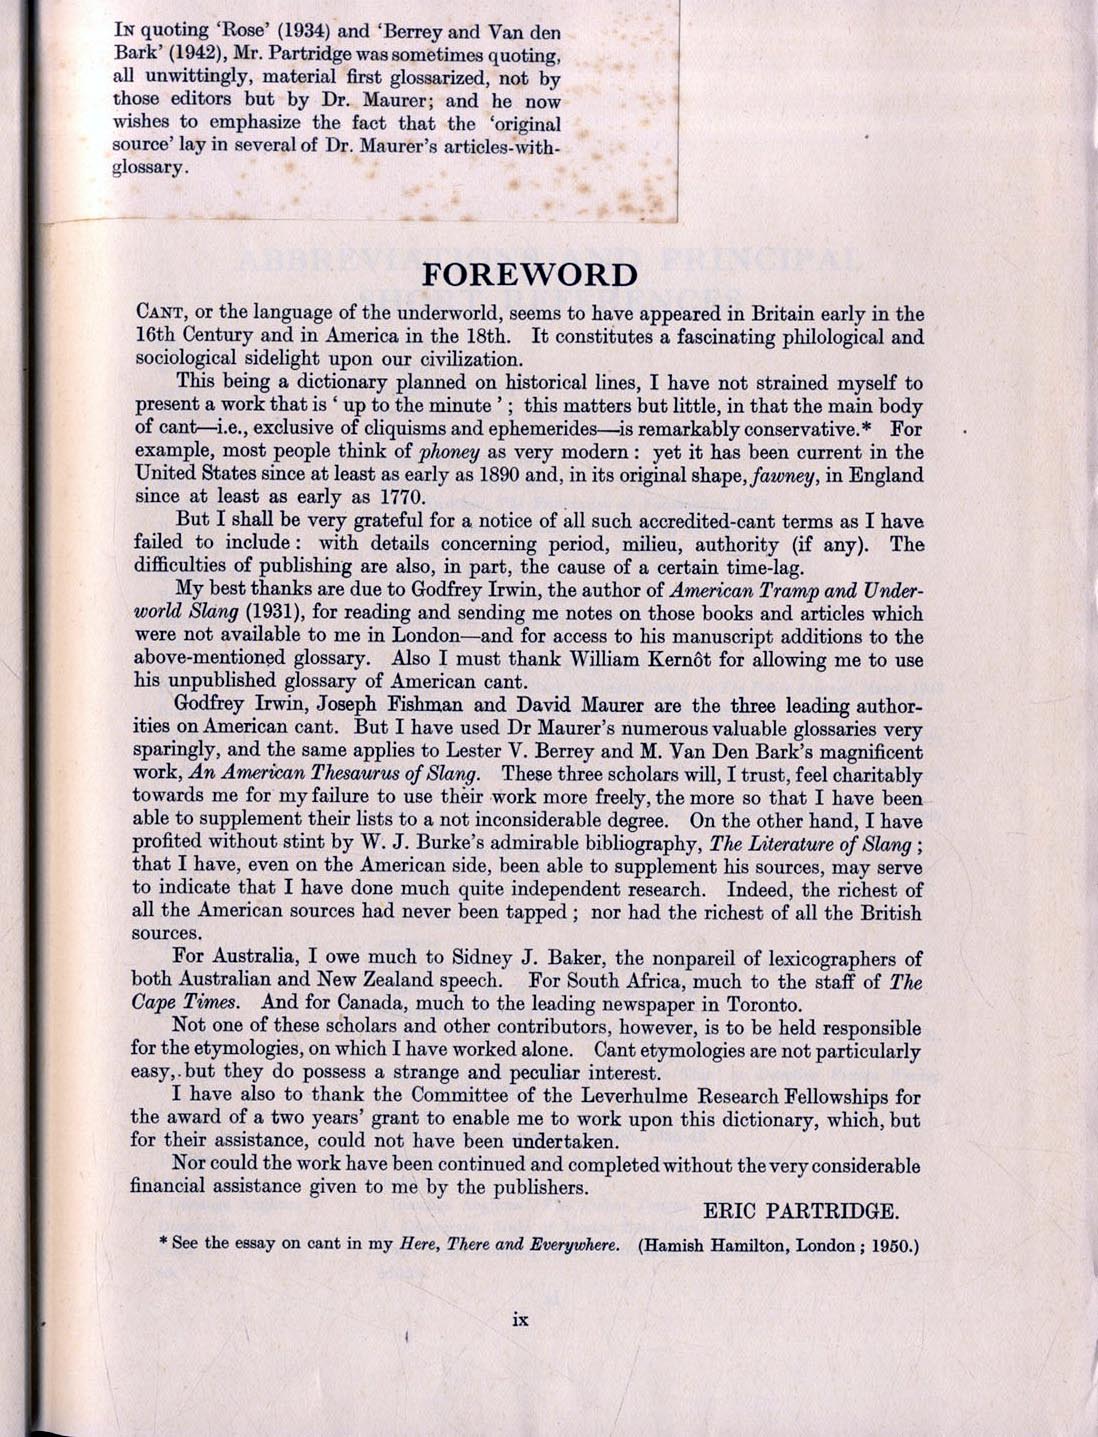 IN quoting 'Rose' (1934) and 'Berrey and Van den
Bark' (1942), Mr. Partridge was sometimes quoting,
all unwittingly, material first glossarized, not by
those editors but by Dr. Maurer; and he now
wishes to emphasize the fact that the 'original
source' lay in several of Dr. Maurer's articles-with-
glossary.
FOREWORD
CANT, or the language of the underworld, seems to have appeared in Britain early in the
16th Century and in America in the 18th. It constitutes a fascinating philological and
sociological sidelight upon our civilization.
This being a dictionary planned on historical lines, I have not strained myself to
present a work that is ' up to the minute ' ; this matters but little, in that the main body
of cant—i.e., exclusive of cliquisms and ephemerides—is remarkably conservative.* For
example, most people think of phoney as very modern : yet it has been current in the
United States since at least as early as 1890 and, in its original shape, fawney, in England
since at least as early as 1770.
But I shall be very grateful for a notice of all such accredited-cant terms as I have
failed to include : with details concerning period, milieu, authority (if any). The
difficulties of publishing are also, in part, the cause of a certain time-lag.
My best thanks are due to Godfrey Irwin, the author of American Tramp and Under-
world Slang (1931), for reading and sending me notes on those books and articles which
were not available to me in London—and for access to his manuscript additions to the
above-mentioned glossary. Also I must thank William Kernôt for allowing me to use
his unpublished glossary of American cant.
Godfrey Irwin, Joseph Fishman and David Maurer are the three leading author-
ities on American cant. But I have used Dr Maurer's numerous valuable glossaries very
sparingly, and the same applies to Lester V. Berrey and M. Van Den Bark's magnificent
work, An American Thesaurus of Slang. These three scholars will, I trust, feel charitably
towards me for my failure to use their work more freely, the more so that I have been
able to supplement their lists to a not inconsiderable degree. On the other hand, I have
profited without stint by W. J. Burke's admirable bibliography, The Literature of Slang ;
that I have, even on the American side, been able to supplement his sources, may serve
to indicate that I have done much quite independent research. Indeed, the richest of
all the American sources had never been tapped ; nor had the richest of all the British
sources.
For Australia, I owe much to Sidney J. Baker, the nonpareil of lexicographers of
both Australian and New Zealand speech. For South Africa, much to the staff of The
Cape Times. And for Canada, much to the leading newspaper in Toronto.
Not one of these scholars and other contributors, however, is to be held responsible
for the etymologies, on which I have worked alone. Cant etymologies are not particularly
easy, but they do possess a strange and peculiar interest.
I have also to thank the Committee of the Leverhulme Research Fellowships for
the award of a two years' grant to enable me to work upon this dictionary, which, but
for their assistance, could not have been undertaken.
Nor could the work have been continued and completed without the very considerable
financial assistance given to me by the publishers.
ERIC PARTRIDGE.
* See the essay on cant in my Here, There and Everywhere. (Hamish Hamilton, London ; 1950.)
ix